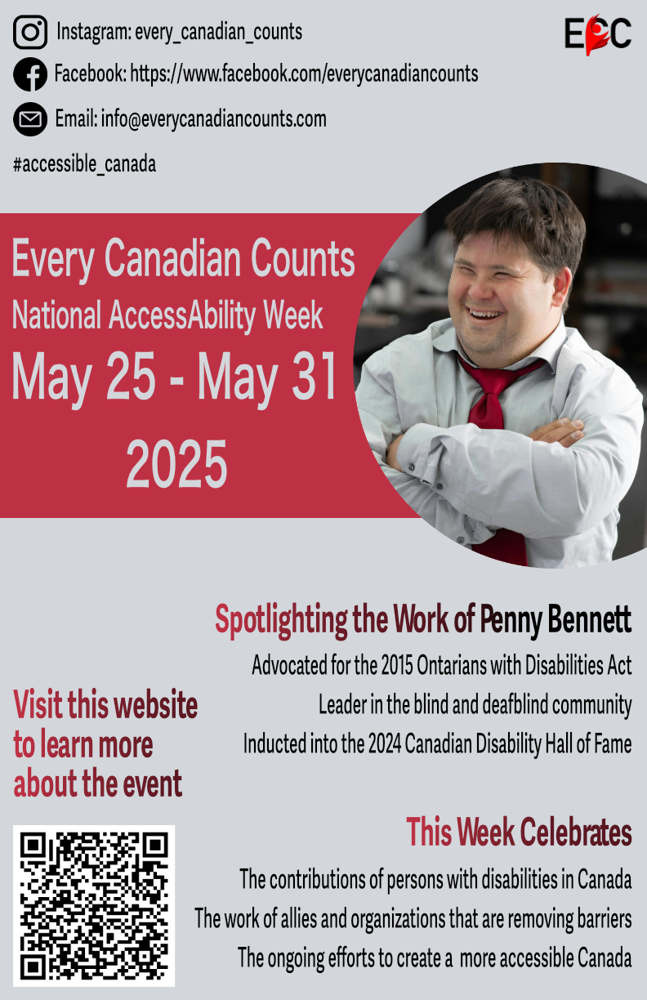 Instagram: every_canadian_counts
ECC
Facebook: https://www.facebook.com/everycanadiancounts
Email: info@everycanadiancounts.com
#accessible_canada
Every Canadian Counts
National AccessAbility Week
May 25 - May 31
2025
Spotlighting the Work of Penny Bennett
Advocated for the 2015 Ontarians with Disabilities Act
Leader in the blind and deafblind community
Inducted into the 2024 Canadian Disability Hall of Fame
Visit this website
to learn more
about the event
This Week Celebrates
The contributions of persons with disabilities in Canada
The work of allies and organizations that are removing barriers
The ongoing efforts to create a  more accessible Canada